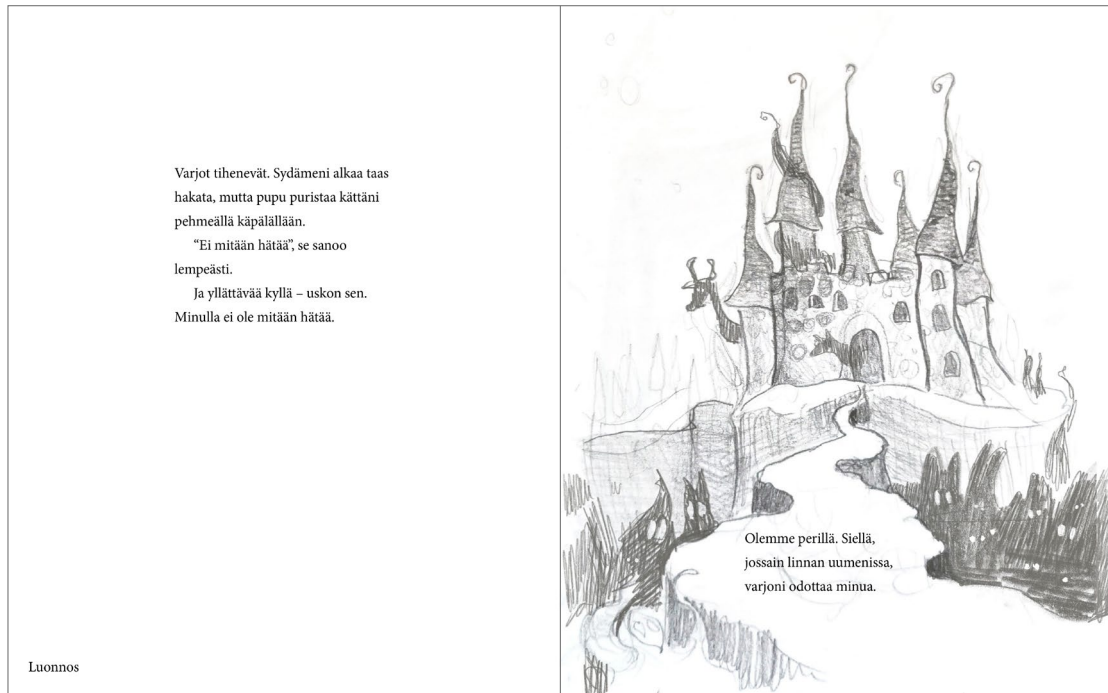 Varjot tihenevät. Sydämeni alkaa taas
hakata, mutta pupu puristaa kättäni
pehmeällä käpälällään.
“Ei mitään hätää”, se sanoo
lempeästi.
Ja yllättävää kyllä – uskon sen.
Minulla ei ole mitään hätää.
Olemme perillä. Siellä,
jossain linnan uumenissa,
varjoni odottaa minua.
Luonnos